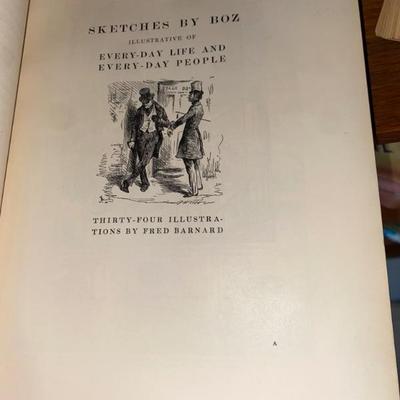 SKETCHES BY BOZ
ILLUSTRATIVE OF
EVERY-DAY LIFE AND
EVERY-DAY PEOPLE
THIRTY-FOUR ILLUSTRA-
TIONS BY FRED BARNARD
A